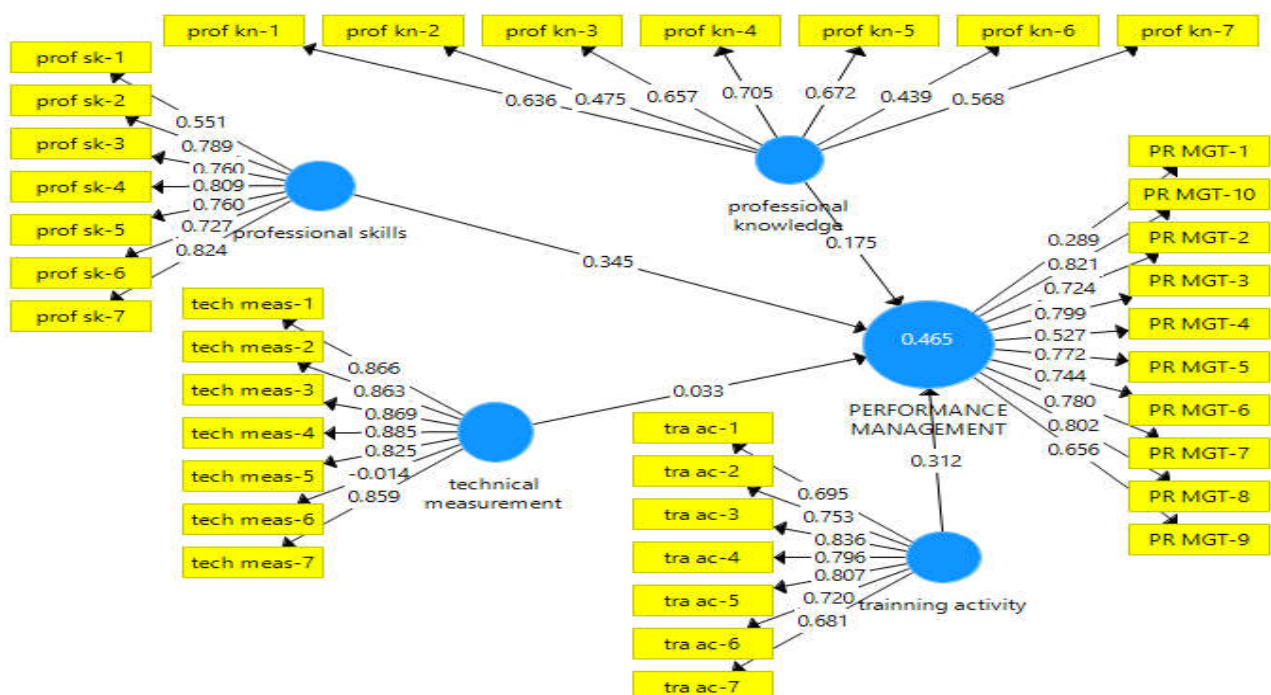 prof kn-1
prof kn-2
prof kn-3
prof kn-4
prof kn-5
prof kn-6
prof kn-7
0.636
0.475
0.657
0.705
0.672
0.439
0.568
professional
knowledge
0.175
prof sk-1
prof sk-2
prof sk-3
prof sk-4
prof sk-5
prof sk-6
prof sk-7
0.551
0.789
0.760
0.809
0.760
0.727
0.824
professional skills
0.345
tech meas-1
tech meas-2
tech meas-3
tech meas-4
tech meas-5
tech meas-6
tech meas-7
0.866
0.863
0.869
0.885
0.825
-0.014
0.859
technical
measurement
0.033
tra ac-1
tra ac-2
tra ac-3
tra ac-4
tra ac-5
tra ac-6
tra ac-7
0.695
0.753
0.836
0.796
0.807
0.720
0.681
trainning activity
0.312
0.465
PERFORMANCE
MANAGEMENT
0.289
0.821
0.724
0.799
0.527
0.772
0.744
0.780
0.802
0.656
PR MGT-1
PR MGT-10
PR MGT-2
PR MGT-3
PR MGT-4
PR MGT-5
PR MGT-6
PR MGT-7
PR MGT-8
PR MGT-9